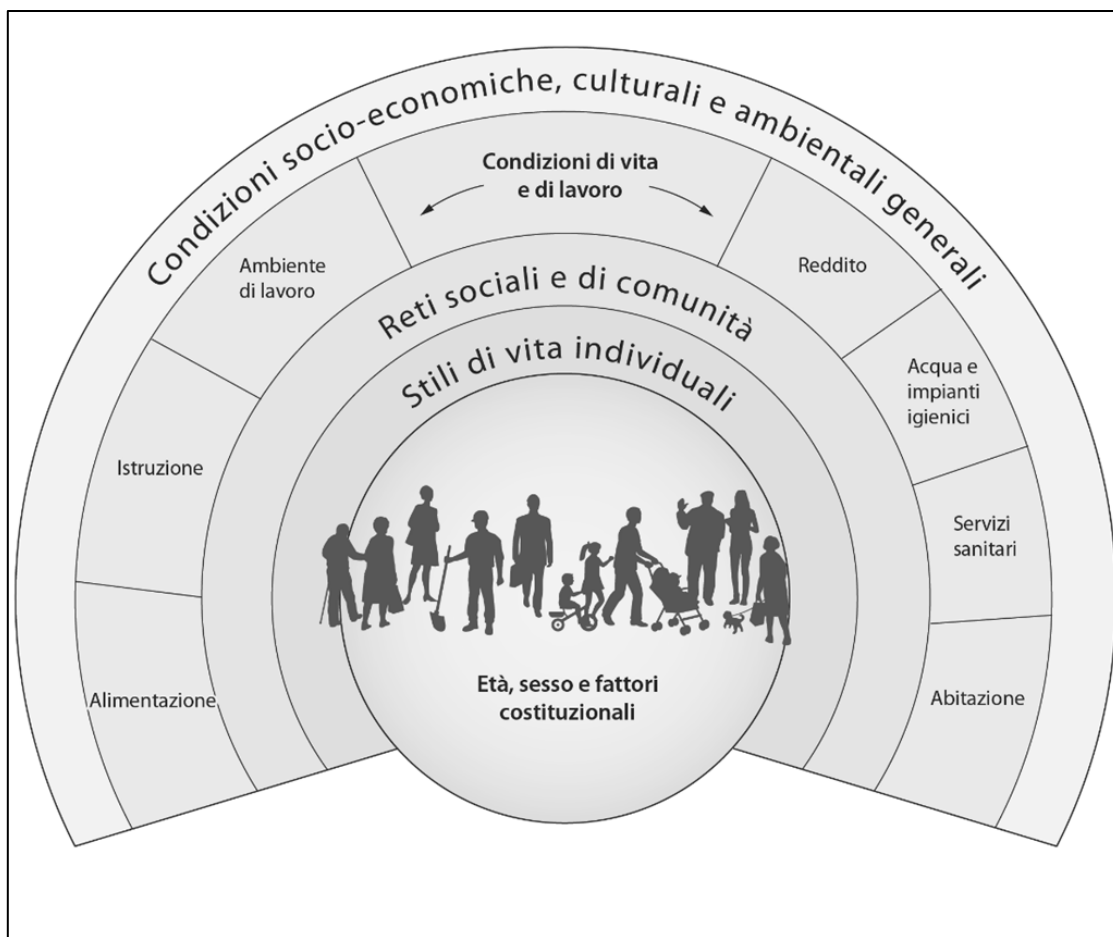 Condizioni socio-economiche, culturali e ambientali generali
Condizioni di vita
e di lavoro
Ambiente
di lavoro
Reddito
Reti sociali e di comunità
Stili di vita individuali
Acqua e
impianti
igienici
Istruzione
Servizi
sanitari
Alimentazione
Età, sesso e fattori
costituzionali
Abitazione